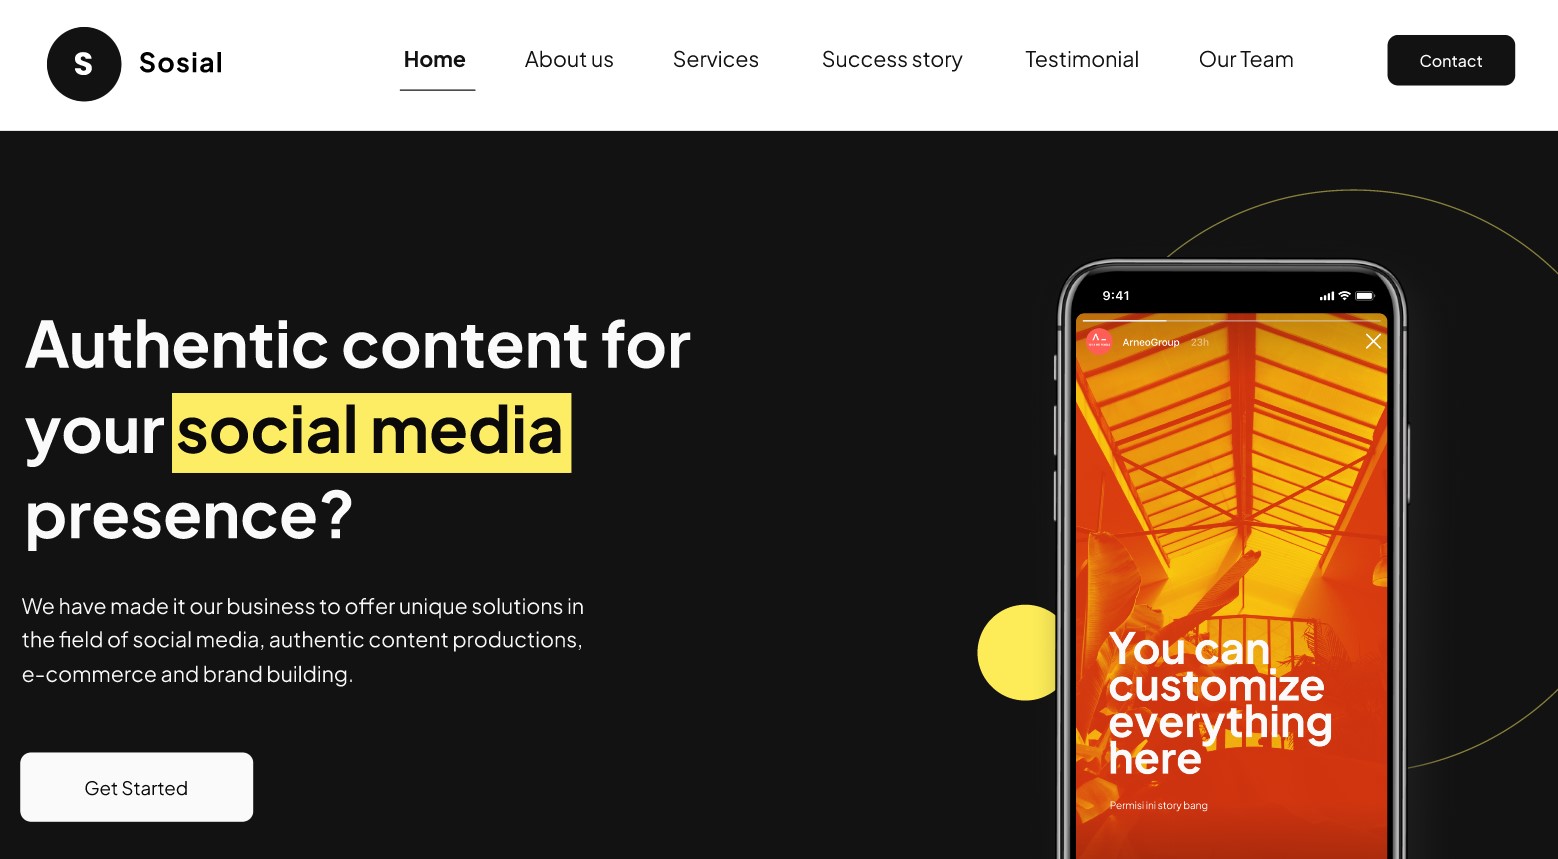 S
Sosial
Home
About us
Services
Success story
Testimonial
Our Team
Contact
Authentic content for
your social media
presence?
We have made it our business to offer unique solutions in
the field of social media, authentic content productions,
e-commerce and brand building.
Get Started
9:41
ArneoGroup 23h
You can
customize
everything
here
Permisi ini story bang